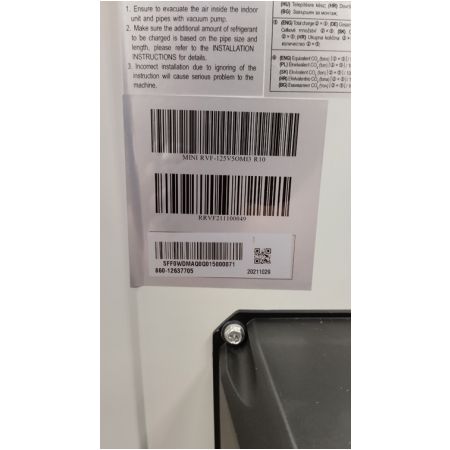 1. Ensure to evacuate the air inside the indoor
unit and pipes with vacuum pump.
2. Make sure the additional amount of refrigerant
to be charged is based on the pipe size and
length, please refer to the INSTALLATION
INSTRUCTIONS for details.
3. Incorrect installation due to ignoring of the
instruction will cause serious problem to the
machine.
MINI RVF-125V5OMI3 R10
RRVF211100049
5FF0WDMAQ0Q015000071
860-12637705
20211029